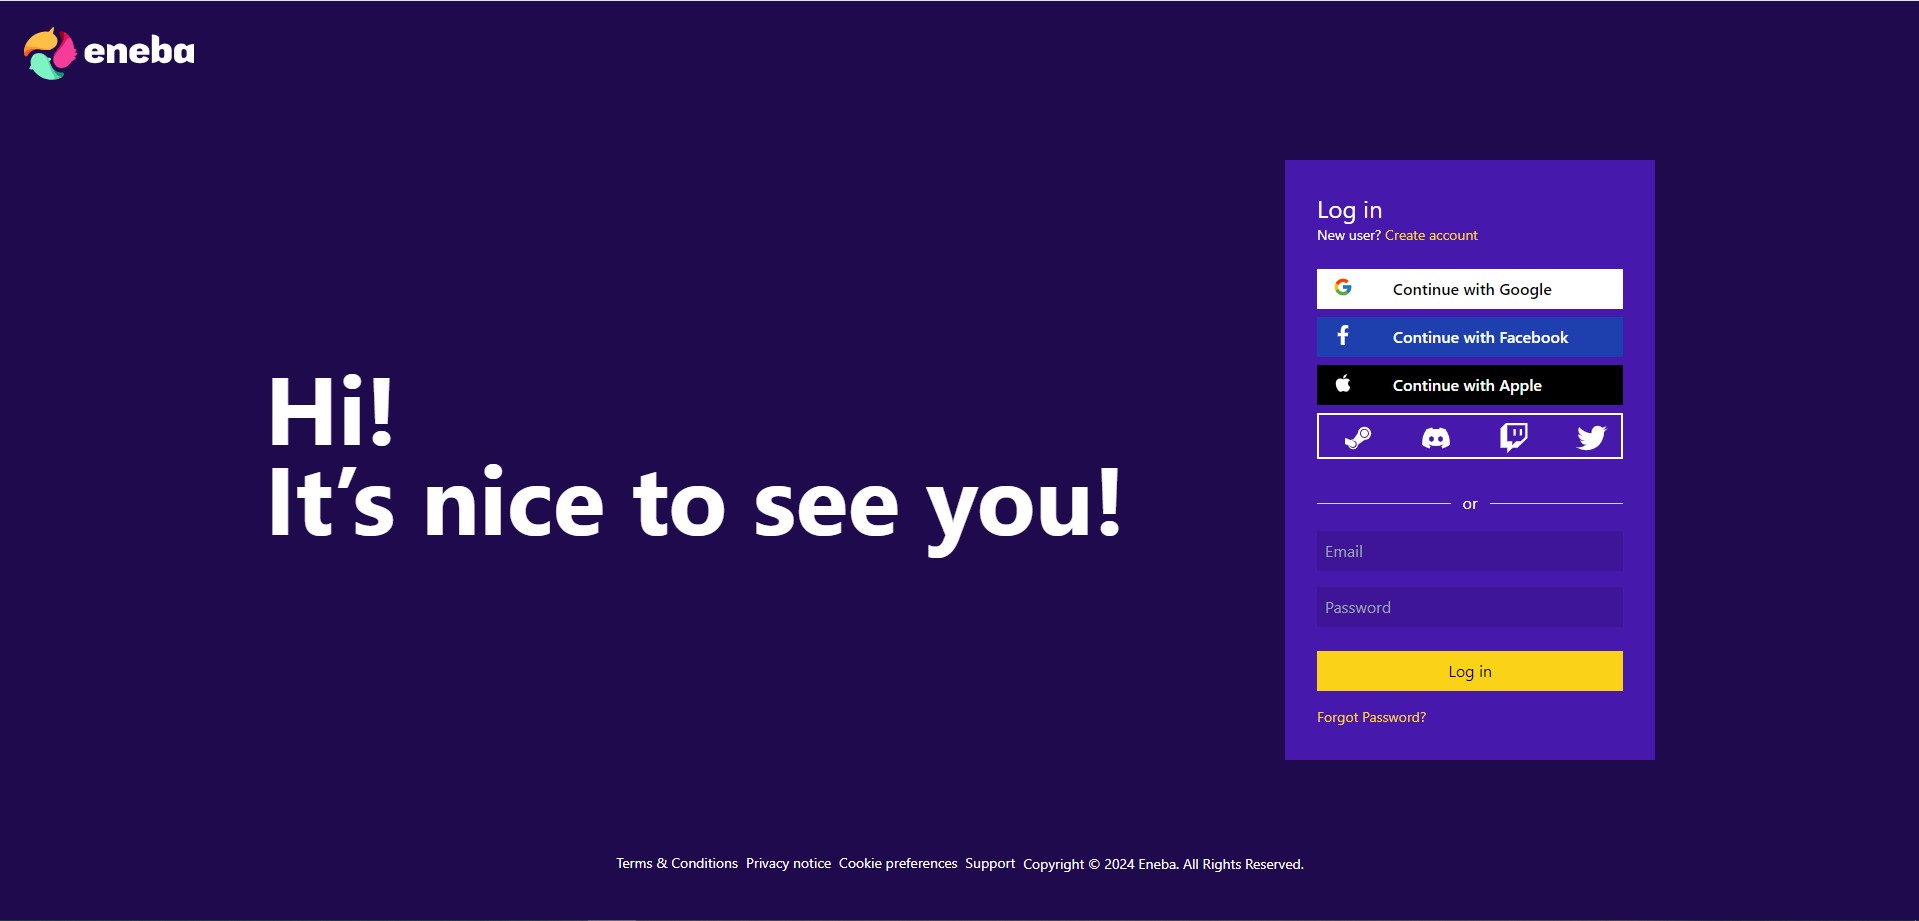 eneba
Hi!
It’s nice to see you!
Log in
New user? Create account
Continue with Google
Continue with Facebook
Continue with Apple
or
Email
Password
Log in
Forgot Password?
Terms & Conditions Privacy notice Cookie preferences Support Copyright © 2024 Eneba. All Rights Reserved.